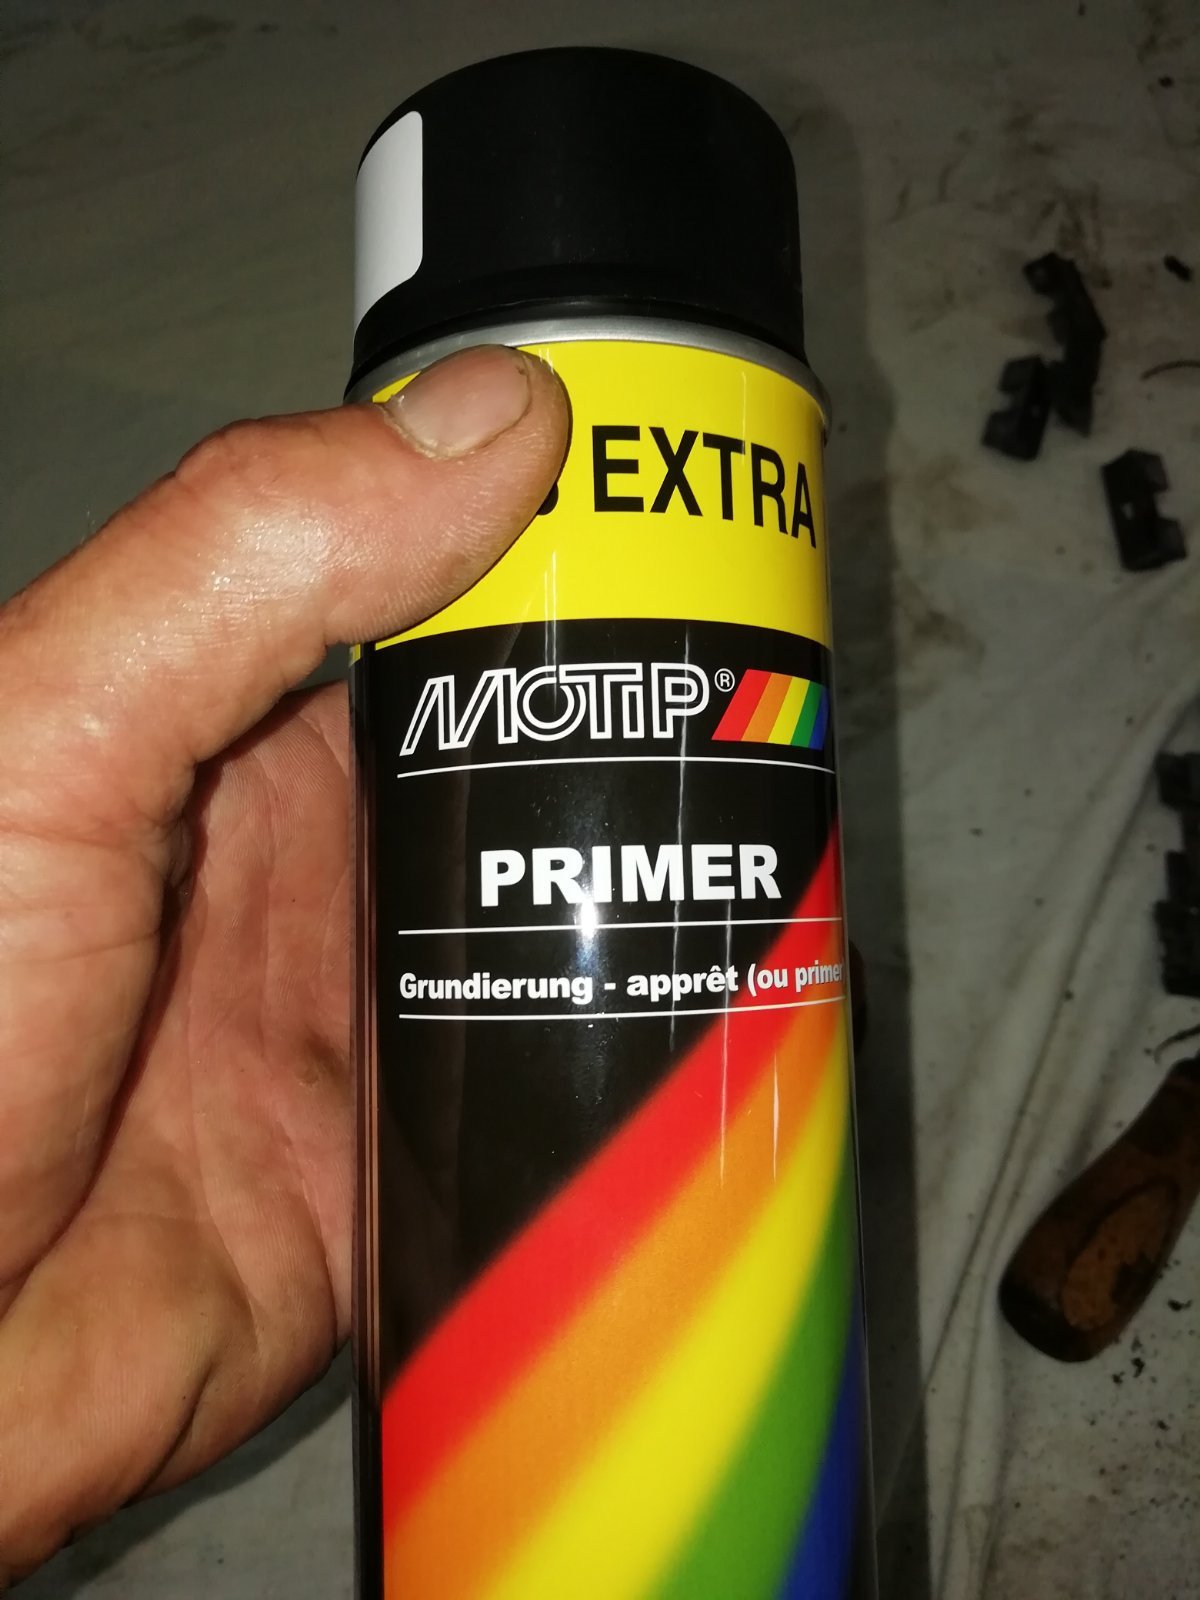 EXTRA
MOTIP®
PRIMER
Grundierung - apprêt (ou primer